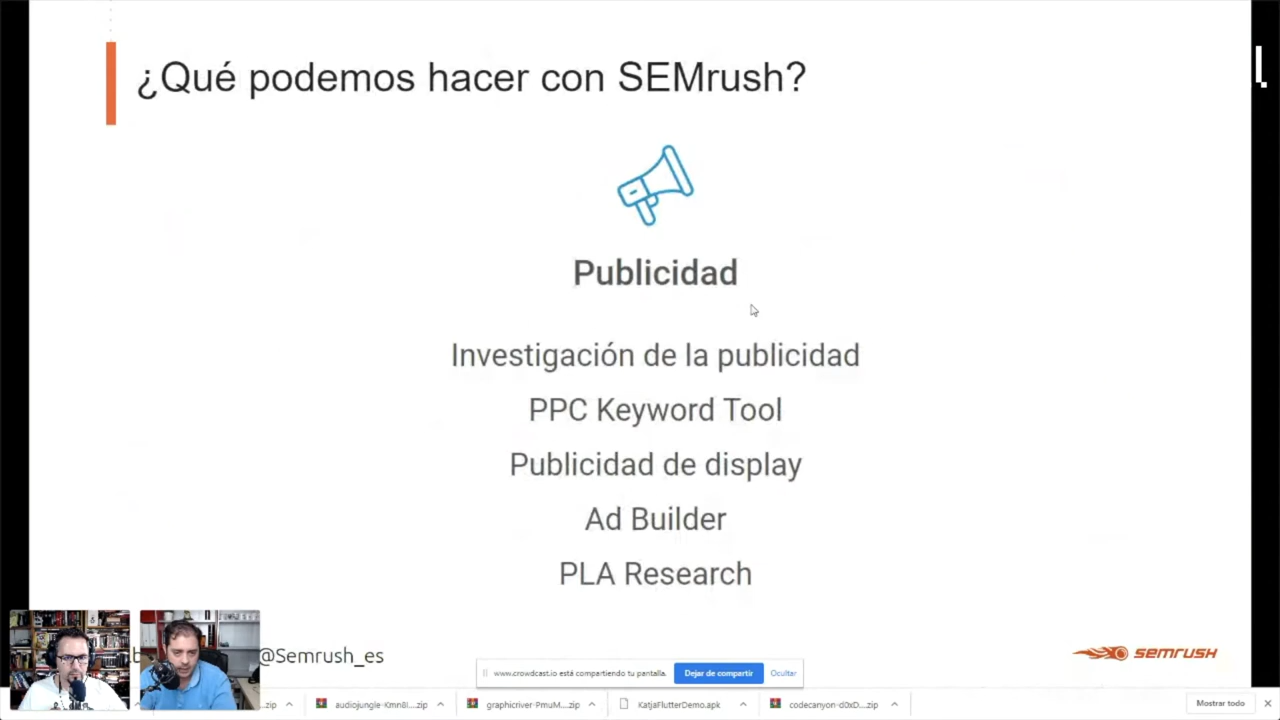 ¿Qué podemos hacer con SEMrush?
Publicidad
Investigación de la publicidad
PPC Keyword Tool
Publicidad de display
Ad Builder
PLA Research
@Semrush_es
SEMRUSH
www.crowdcast.io está compartiendo tu pantalla.
Dejar de compartir
Ocultar
zip
audiojungle-Kmn8I....zip
graphicriver-PmuM....zip
KatjaFlutterDemo.apk
codecanyon-d0xD....zip
Mostrar todo